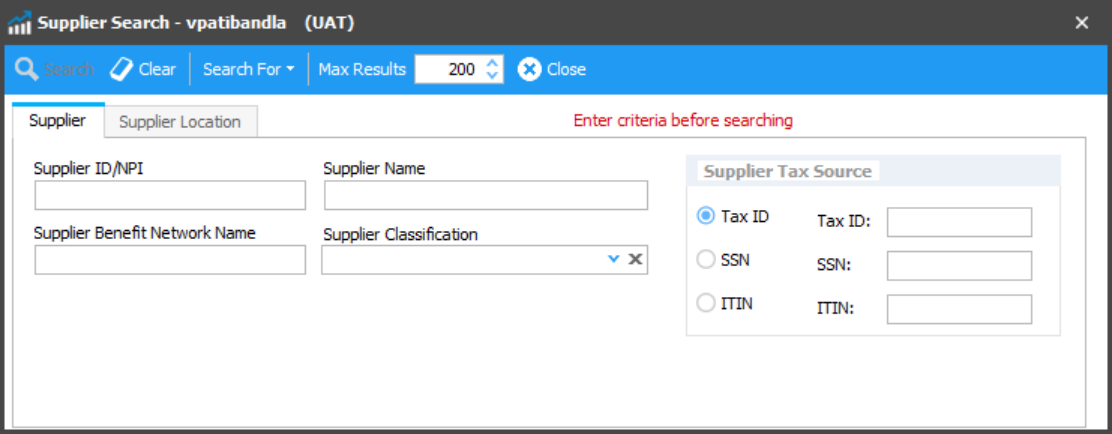 Supplier Search - vpatibandla (UAT)
Search Clear Search For Max Results 200 Close
Supplier Supplier Location Enter criteria before searching
Supplier ID/NPI Supplier Name Supplier Tax Source
Tax ID Tax ID:
Supplier Benefit Network Name Supplier Classification
SSN SSN:
ITIN ITIN: